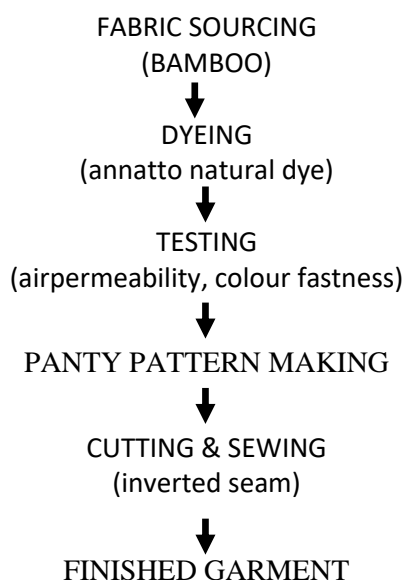 FABRIC SOURCING
(BAMBOO)
DYEING
(annatto natural dye)
TESTING
(airpermeability, colour fastness)
PANTY PATTERN MAKING
CUTTING & SEWING
(inverted seam)
FINISHED GARMENT